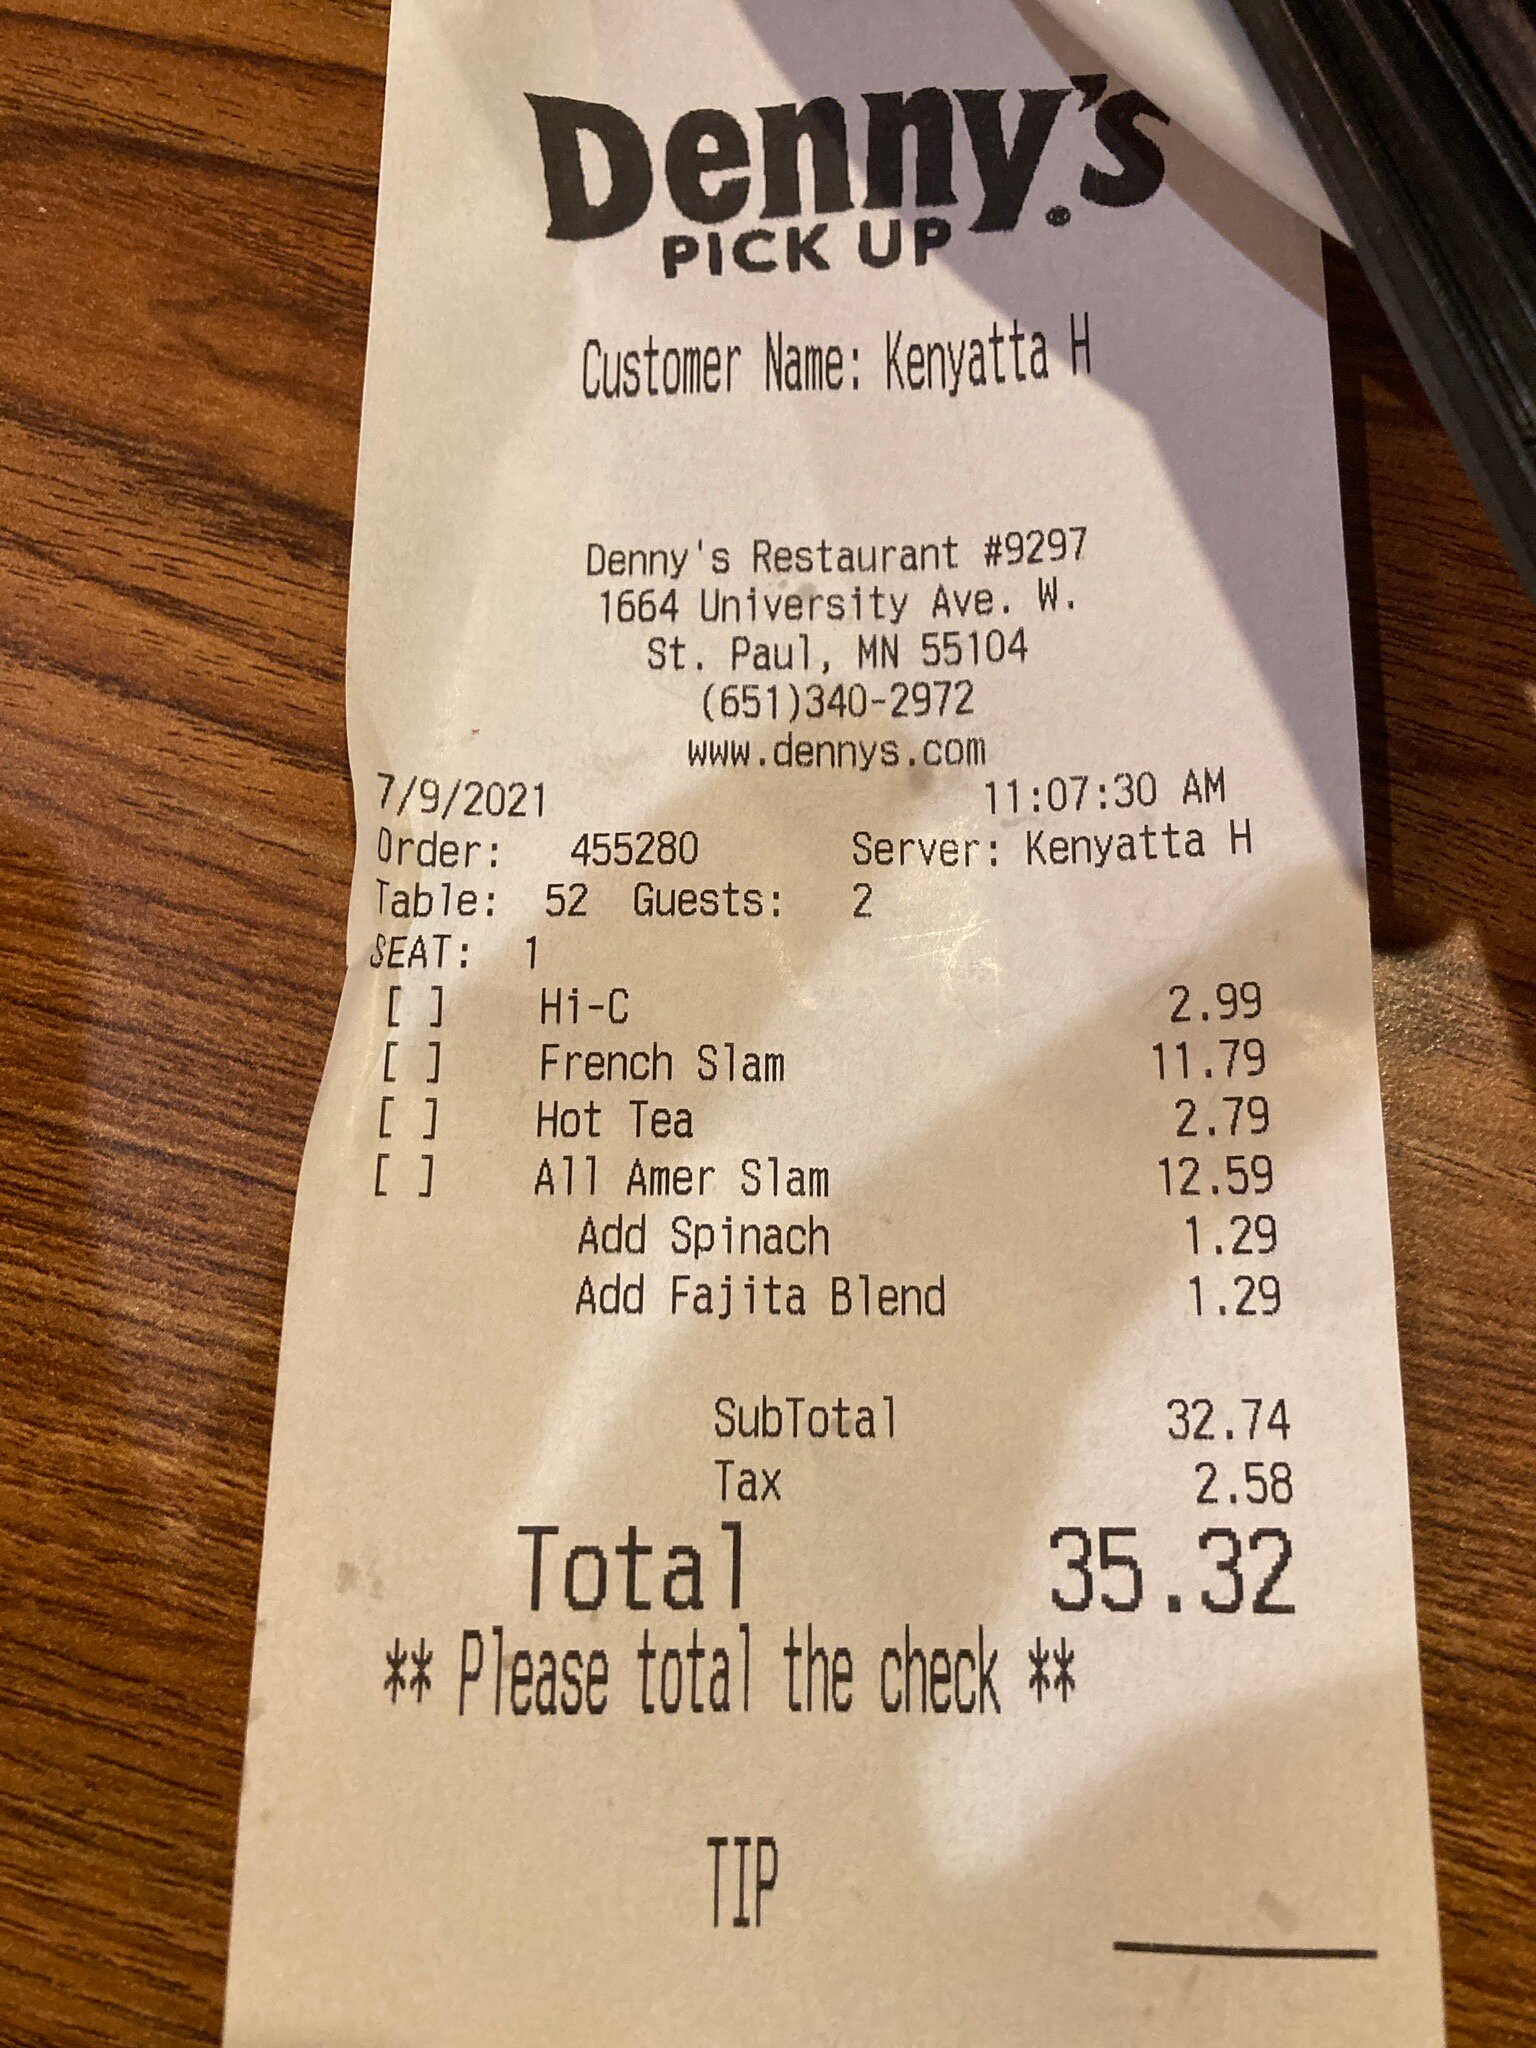 Denny's®
PICK UP
Customer Name: Kenyatta H
Denny's Restaurant #9297
1664 University Ave. W.
St. Paul, MN 55104
(651)340-2972
www.dennys.com
7/9/2021 11:07:30 AM
Order: 455280 Server: Kenyatta H
Table: 52 Guests: 2
SEAT: 1
[ ] Hi-C 2.99
[ ] French Slam 11.79
[ ] Hot Tea 2.79
[ ] All Amer Slam 12.59
Add Spinach 1.29
Add Fajita Blend 1.29
SubTotal 32.74
Tax 2.58
Total 35.32
** Please total the check **
TIP